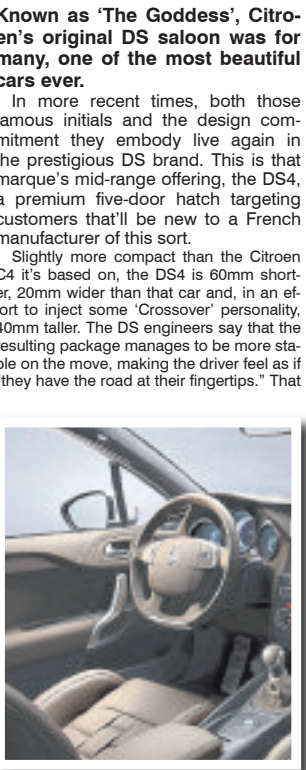 Known as ‘The Goddess’, Citro-
en’s original DS saloon was for
many, one of the most beautiful
cars ever.
In more recent times, both those
famous initials and the design com-
mitment they embody live again in
the prestigious DS brand. This is that
marque’s mid-range offering, the DS4,
a premium five-door hatch targeting
customers that’ll be new to a French
manufacturer of this sort.
Slightly more compact than the Citroen
C4 it’s based on, the DS4 is 60mm short-
er, 20mm wider than that car and, in an ef-
fort to inject some ‘Crossover’ personality,
40mm taller. The DS engineers say that the
resulting package manages to be more sta-
ble on the move, making the driver feel as if
“they have the road at their fingertips.” That